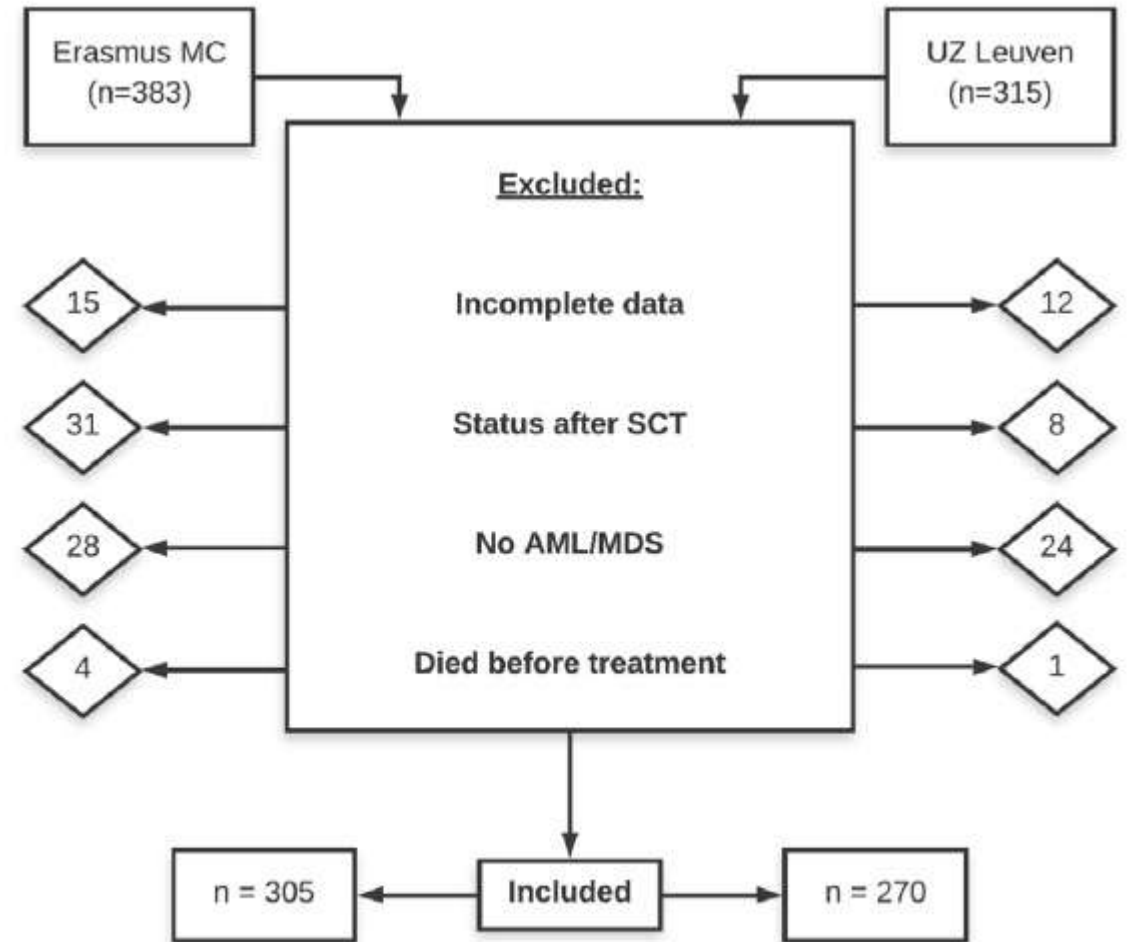 Erasmus MC
(n=383)
UZ Leuven
(n=315)
Excluded:
15
Incomplete data
12
31
Status after SCT
8
28
No AML/MDS
24
4
Died before treatment
1
n = 305
Included
n = 270